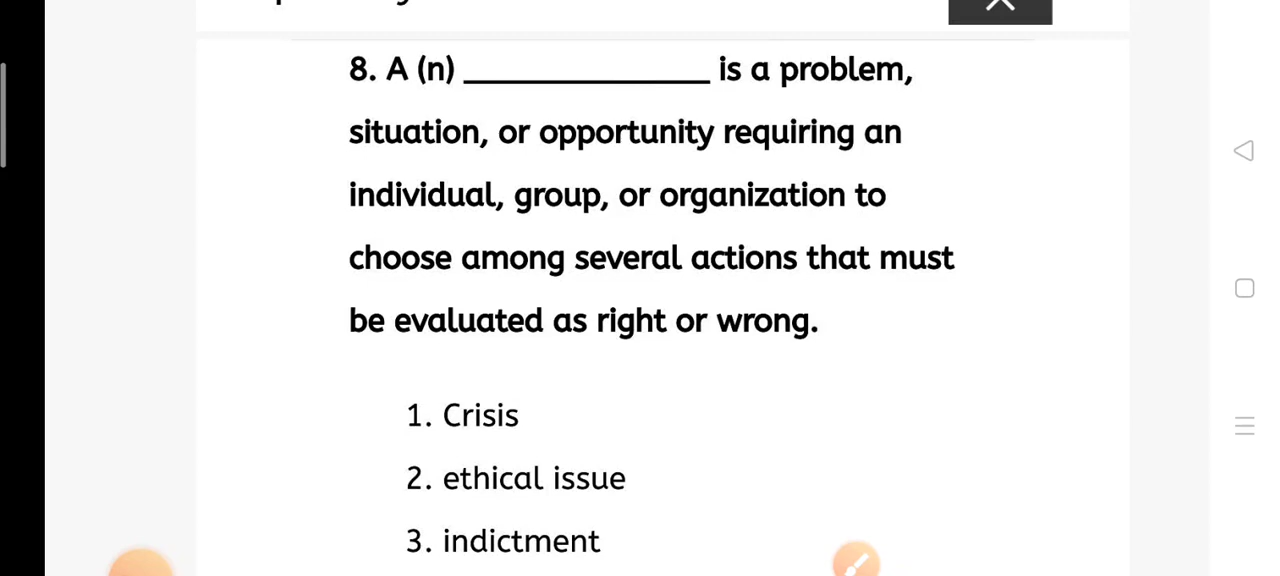 8. A (n) ______________ is a problem,
situation, or opportunity requiring an
individual, group, or organization to
choose among several actions that must
be evaluated as right or wrong.
1. Crisis
2. ethical issue
3. indictment